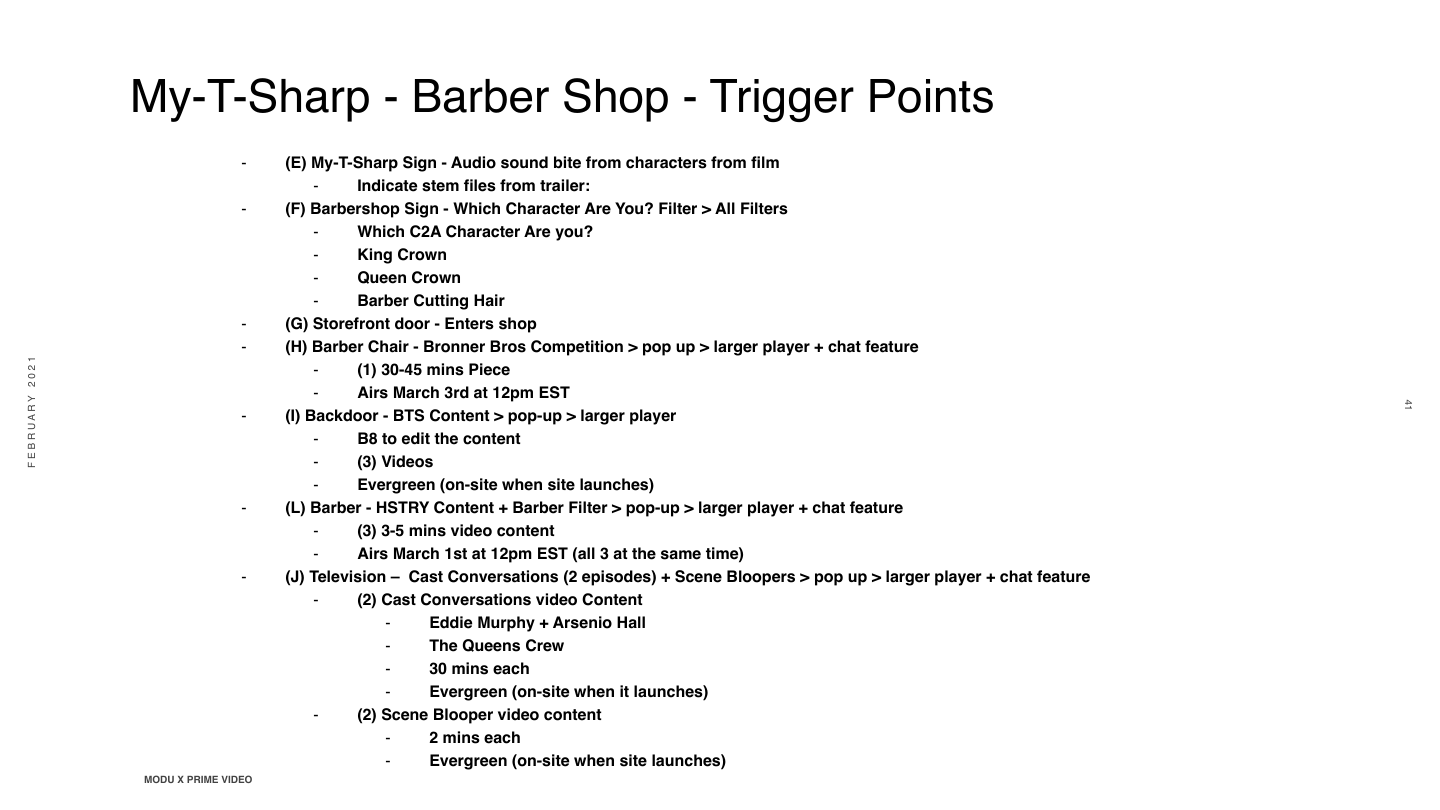 My-T-Sharp - Barber Shop - Trigger Points
- (E) My-T-Sharp Sign - Audio sound bite from characters from film
- Indicate stem files from trailer:
- (F) Barbershop Sign - Which Character Are You? Filter > All Filters
- Which C2A Character Are you?
- King Crown
- Queen Crown
- Barber Cutting Hair
- (G) Storefront door - Enters shop
- (H) Barber Chair - Bronner Bros Competition > pop up > larger player + chat feature
- (1) 30-45 mins Piece
- Airs March 3rd at 12pm EST
- (I) Backdoor - BTS Content > pop-up > larger player
- B8 to edit the content
- (3) Videos
- Evergreen (on-site when site launches)
- (L) Barber - HSTRY Content + Barber Filter > pop-up > larger player + chat feature
- (3) 3-5 mins video content
- Airs March 1st at 12pm EST (all 3 at the same time)
- (J) Television – Cast Conversations (2 episodes) + Scene Bloopers > pop up > larger player + chat feature
- (2) Cast Conversations video Content
- Eddie Murphy + Arsenio Hall
- The Queens Crew
- 30 mins each
- Evergreen (on-site when it launches)
- (2) Scene Blooper video content
- 2 mins each
- Evergreen (on-site when site launches)
MODU X PRIME VIDEO
FEBRUARY 2021
41